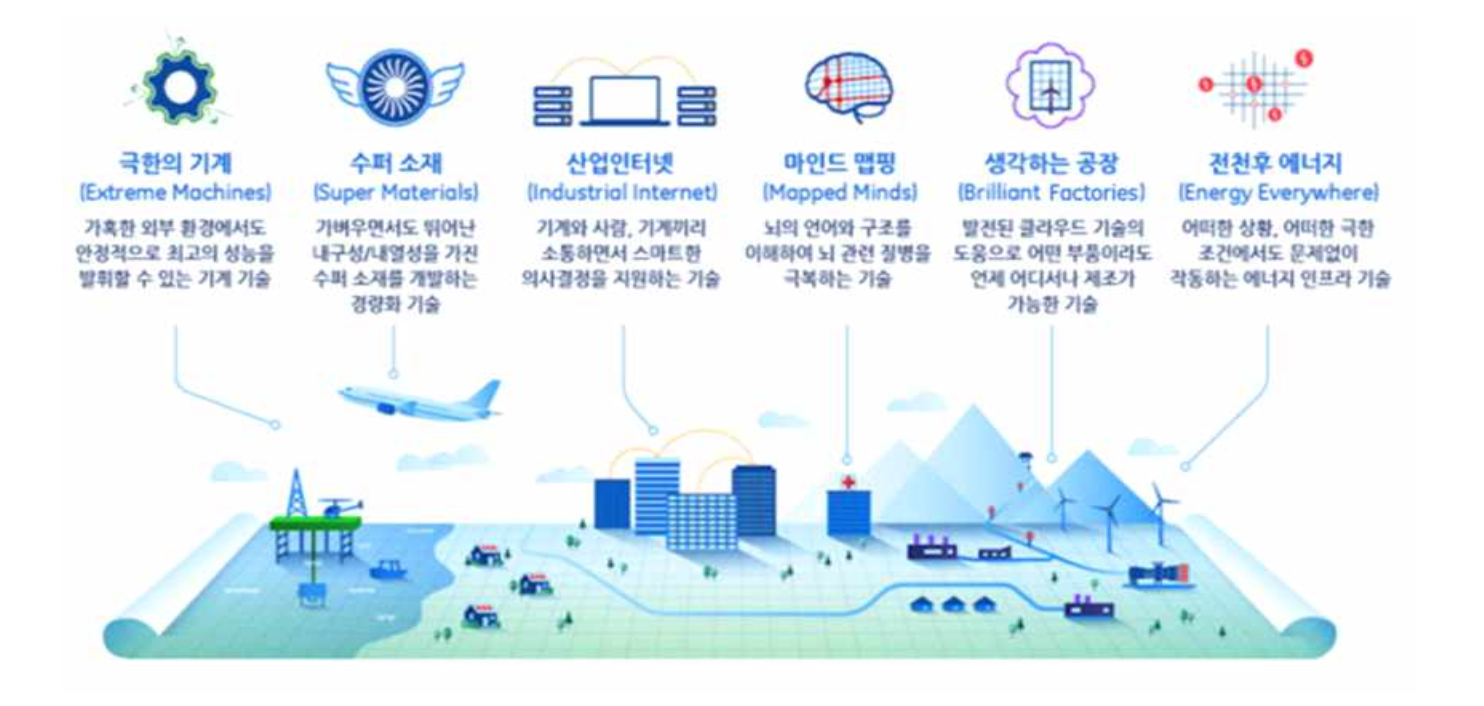 극한의 기계
(Extreme Machines)
가혹한 외부 환경에서도
안정적으로 최고의 성능을
발휘할 수 있는 기계 기술
수퍼 소재
(Super Materials)
가벼우면서도 뛰어난
내구성/내열성을 가진
수퍼 소재를 개발하는
경량화 기술
산업인터넷
(Industrial Internet)
기계와 사람, 기계끼리
소통하면서 스마트한
의사결정을 지원하는 기술
마인드 맵핑
(Mapped Minds)
뇌의 언어와 구조를
이해하여 뇌 관련 질병을
극복하는 기술
생각하는 공장
(Brilliant Factories)
발전된 클라우드 기술의
도움으로 어떤 부품이라도
언제 어디서나 제조가
가능한 기술
전천후 에너지
(Energy Everywhere)
어떠한 상황, 어떠한 극한
조건에서도 문제없이
작동하는 에너지 인프라 기술